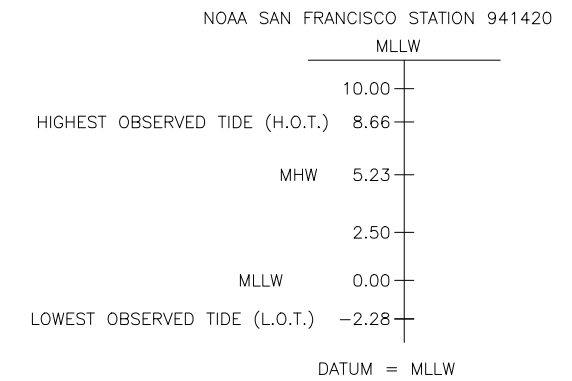 NOAA SAN FRANCISCO STATION 941420
MLLW
10.00
HIGHEST OBSERVED TIDE (H.O.T.) 8.66
MHW 5.23
2.50
MLLW 0.00
LOWEST OBSERVED TIDE (L.O.T.) -2.28
DATUM = MLLW